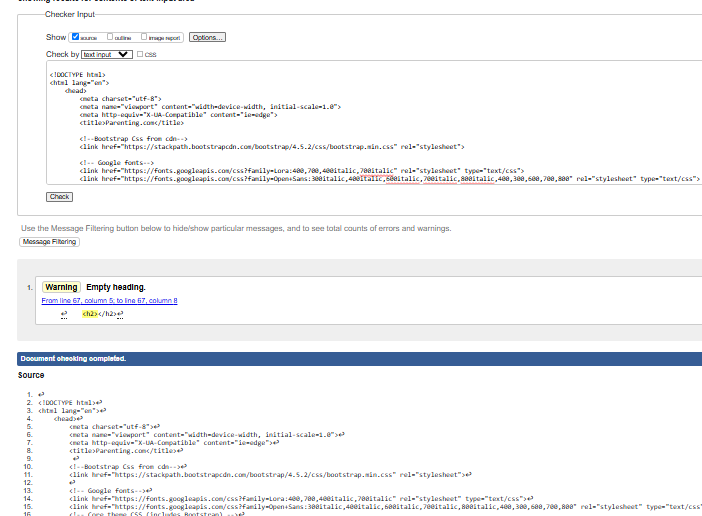 Showing results for contents of text-input area
Checker Input
Show source outline image report Options...
Check by text input CSS
<!DOCTYPE html>
<html lang="en">
<head>
<meta charset="utf-8">
<meta name="viewport" content="width=device-width, initial-scale=1.0">
<meta http-equiv="X-UA-Compatible" content="ie=edge">
<title>Parenting.com</title>
<!--Bootstrap Css from cdn-->
<link href="https://stackpath.bootstrapcdn.com/bootstrap/4.5.2/css/bootstrap.min.css" rel="stylesheet">
<!-- Google fonts-->
<link href="https://fonts.googleapis.com/css?family=Lora:400,700,400italic,700italic" rel="stylesheet" type="text/css">
<link href="https://fonts.googleapis.com/css?family=Open+Sans:300italic,400italic,600italic,700italic,800italic,400,300,600,700,800" rel="stylesheet" type="text/css">
Check
Use the Message Filtering button below to hide/show particular messages, and to see total counts of errors and warnings.
Message Filtering
1. Warning Empty heading.
From line 67, column 5; to line 67, column 8
↩ <h2></h2>↩
Document checking completed.
Source
1. ↩
2. <!DOCTYPE html>↩
3. <html lang="en">↩
4. <head>↩
5. <meta charset="utf-8">↩
6. <meta name="viewport" content="width=device-width, initial-scale=1.0">↩
7. <meta http-equiv="X-UA-Compatible" content="ie=edge">↩
8. <title>Parenting.com</title>↩
9. ↩
10. <!--Bootstrap Css from cdn-->↩
11. <link href="https://stackpath.bootstrapcdn.com/bootstrap/4.5.2/css/bootstrap.min.css" rel="stylesheet">↩
12. ↩
13. <!-- Google fonts-->↩
14. <link href="https://fonts.googleapis.com/css?family=Lora:400,700,400italic,700italic" rel="stylesheet" type="text/css">↩
15. <link href="https://fonts.googleapis.com/css?family=Open+Sans:300italic,400italic,600italic,700italic,800italic,400,300,600,700,800" rel="stylesheet" type="text/css"
16. <!-- Core theme CSS (includes Bootstrap) -->↩